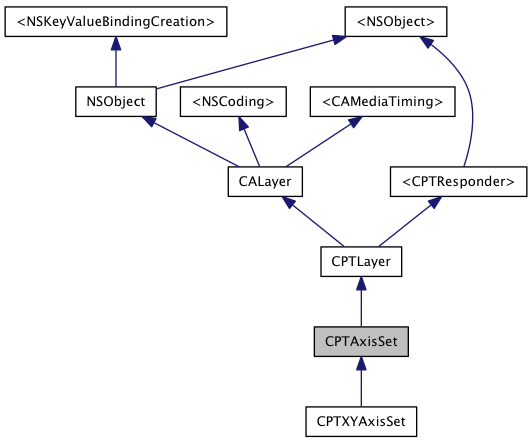 <NSKeyValueBindingCreation>
<NSObject>
NSObject
<NSCoding>
<CAMediaTiming>
CALayer
<CPTResponder>
CPTLayer
CPTAxisSet
CPTXYAxisSet